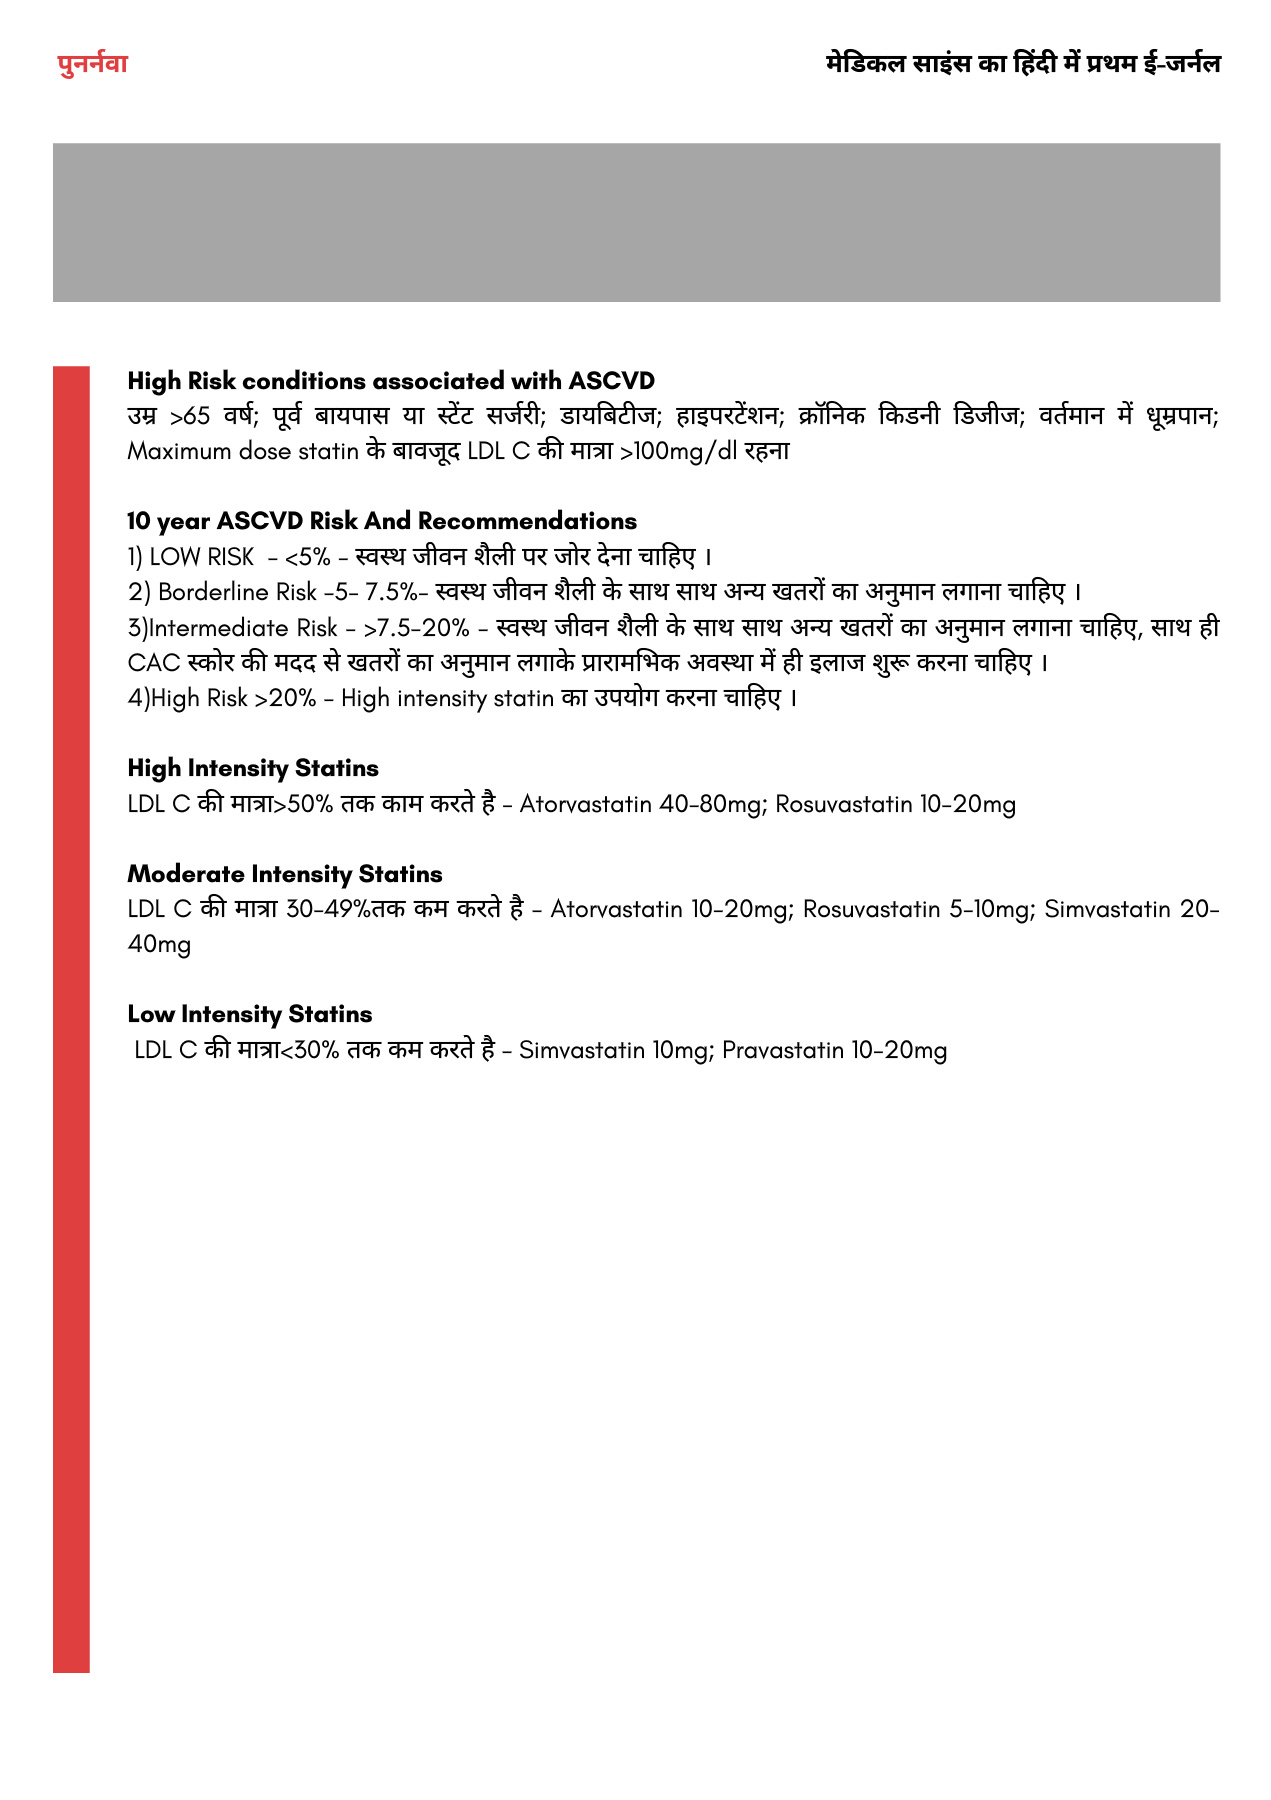 पुनर्नवा
मेडिकल साइंस का हिंदी में प्रथम ई-जर्नल
High Risk conditions associated with ASCVD
उम्र >65 वर्ष; पूर्व बायपास या स्टेंट सर्जरी; डायबिटीज; हाइपरटेंशन; क्रॉनिक किडनी डिजीज; वर्तमान में धूम्रपान;
Maximum dose statin के बावजूद LDL C की मात्रा >100mg/dl रहना
10 year ASCVD Risk And Recommendations
1) LOW RISK - <5% - स्वस्थ जीवन शैली पर जोर देना चाहिए ।
2) Borderline Risk -5- 7.5%- स्वस्थ जीवन शैली के साथ साथ अन्य खतरों का अनुमान लगाना चाहिए ।
3)Intermediate Risk - >7.5-20% - स्वस्थ जीवन शैली के साथ साथ अन्य खतरों का अनुमान लगाना चाहिए, साथ ही
CAC स्कोर की मदद से खतरों का अनुमान लगाके प्रारामभिक अवस्था में ही इलाज शुरू करना चाहिए ।
4)High Risk >20% - High intensity statin का उपयोग करना चाहिए ।
High Intensity Statins
LDL C की मात्रा>50% तक काम करते है - Atorvastatin 40-80mg; Rosuvastatin 10-20mg
Moderate Intensity Statins
LDL C की मात्रा 30-49%तक कम करते है - Atorvastatin 10-20mg; Rosuvastatin 5-10mg; Simvastatin 20-
40mg
Low Intensity Statins
LDL C की मात्रा<30% तक कम करते है - Simvastatin 10mg; Pravastatin 10-20mg